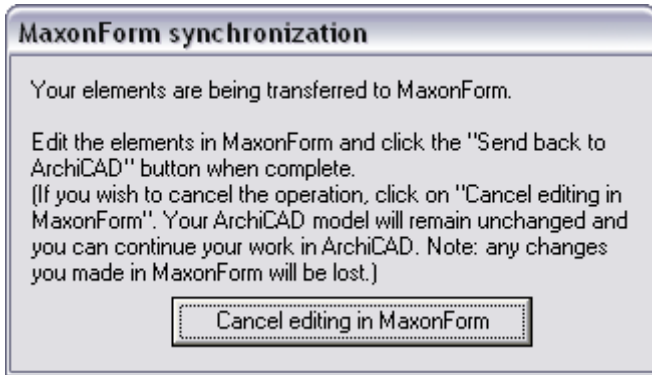 MaxonForm synchronization
Your elements are being transferred to MaxonForm.
Edit the elements in MaxonForm and click the "Send back to
ArchiCAD" button when complete.
(If you wish to cancel the operation, click on "Cancel editing in
MaxonForm". Your ArchiCAD model will remain unchanged and
you can continue your work in ArchiCAD. Note: any changes
you made in MaxonForm will be lost.)
Cancel editing in MaxonForm